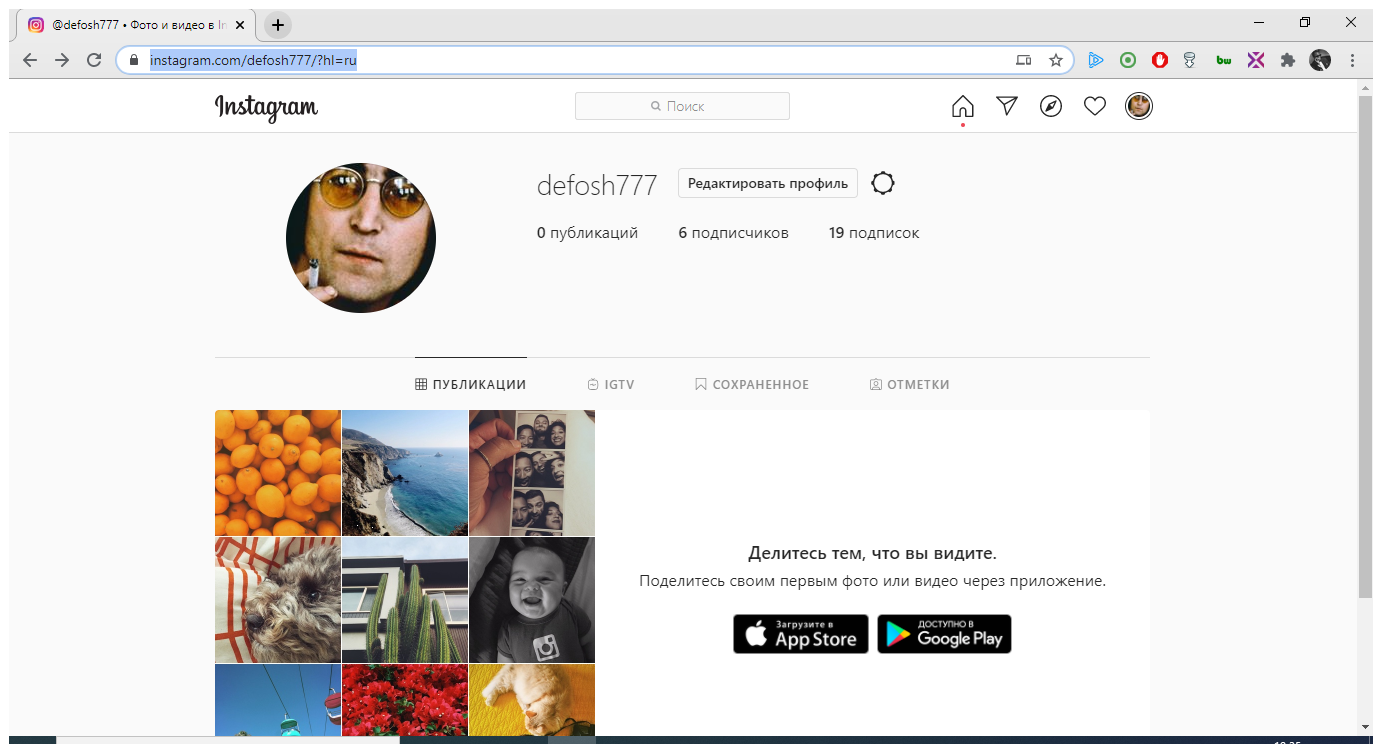 @defosh777 • Фото и видео в In
instagram.com/defosh777/?hl=ru
bw
Instagram
Поиск
defosh777
Редактировать профиль
0 публикаций 6 подписчиков 19 подписок
ПУБЛИКАЦИИ IGTV СОХРАНЕННОЕ ОТМЕТКИ
Делитесь тем, что вы видите.
Поделитесь своим первым фото или видео через приложение.
Загрузите в
App Store
ДОСТУПНО В
Google Play